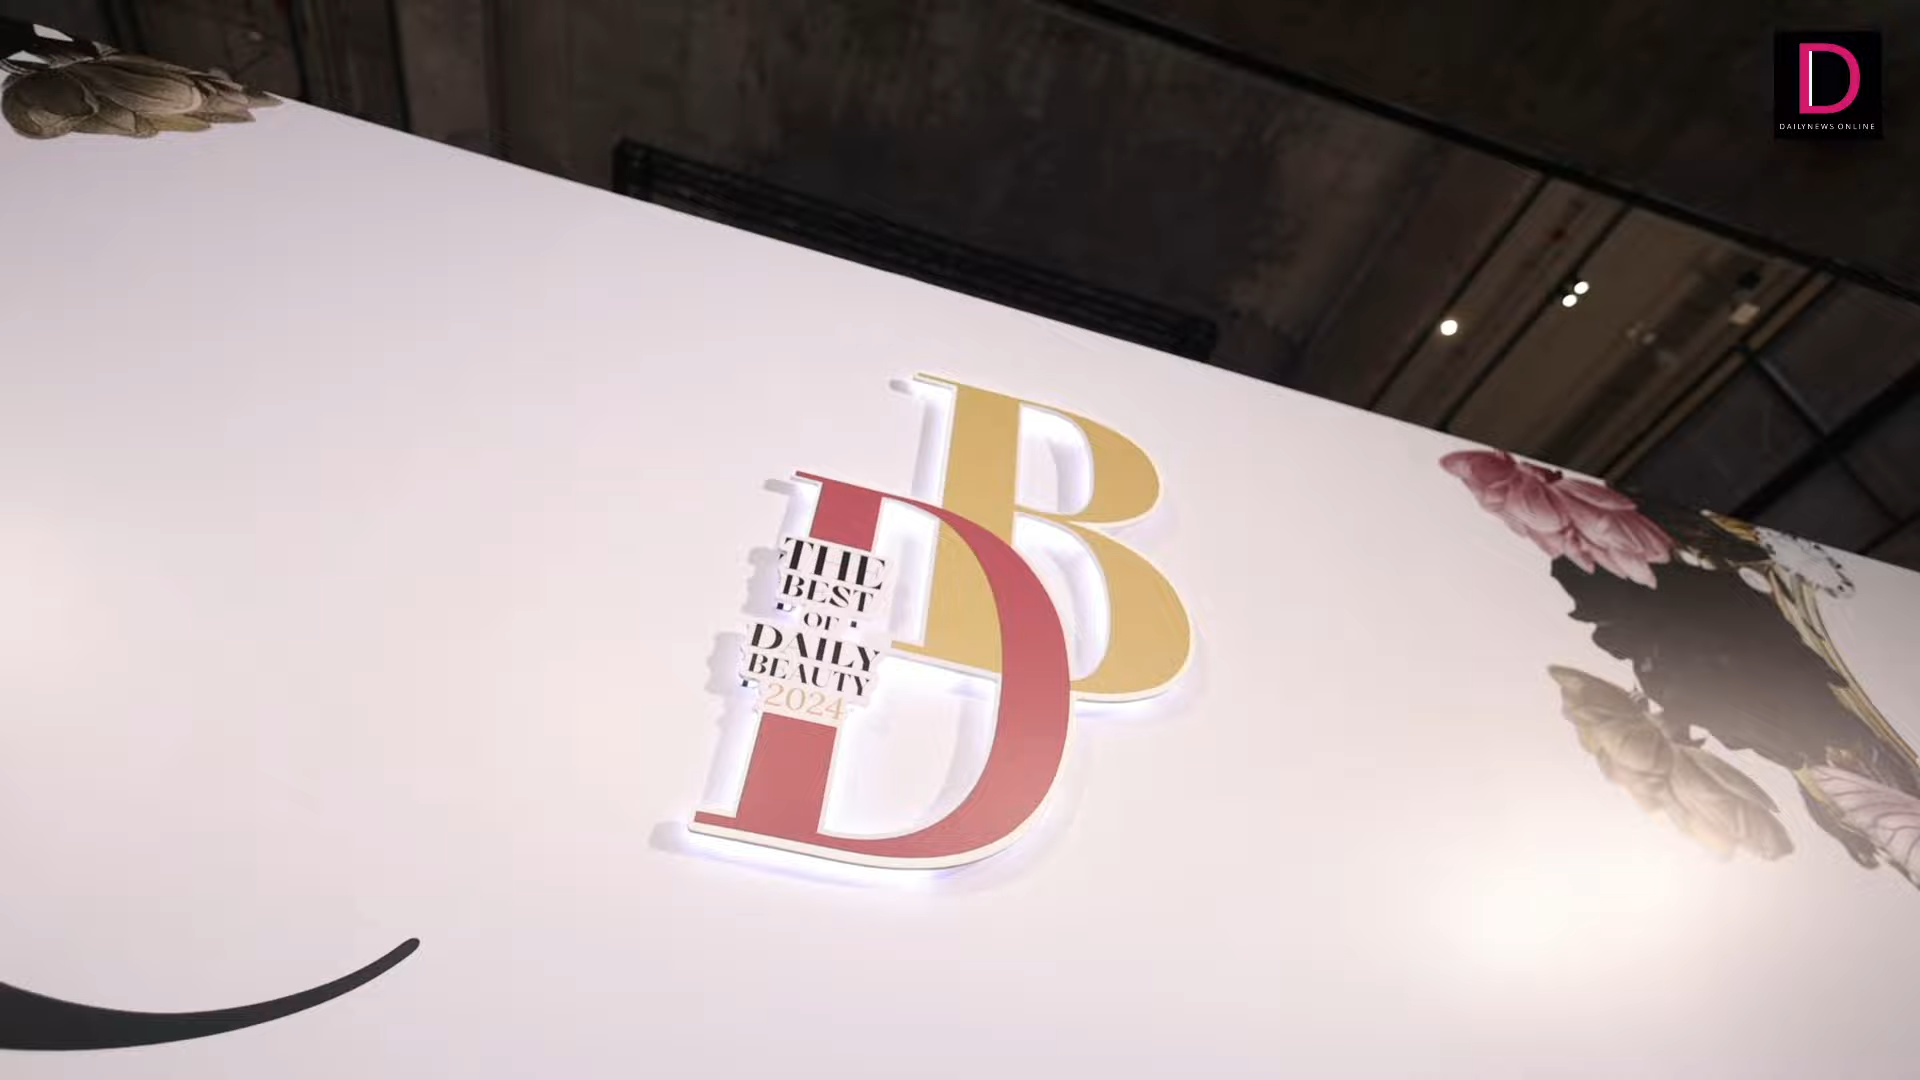 D
DAILYNEWS ONLINE
B
D
THE
BEST
OF
DAILY
BEAUTY
2024